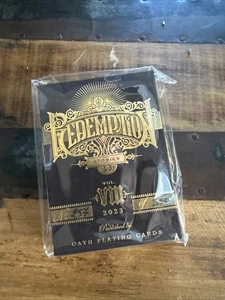 REDEMPTION
STORIES
VOL.
VIII
2023
Published by
OATH PLAYING CARDS